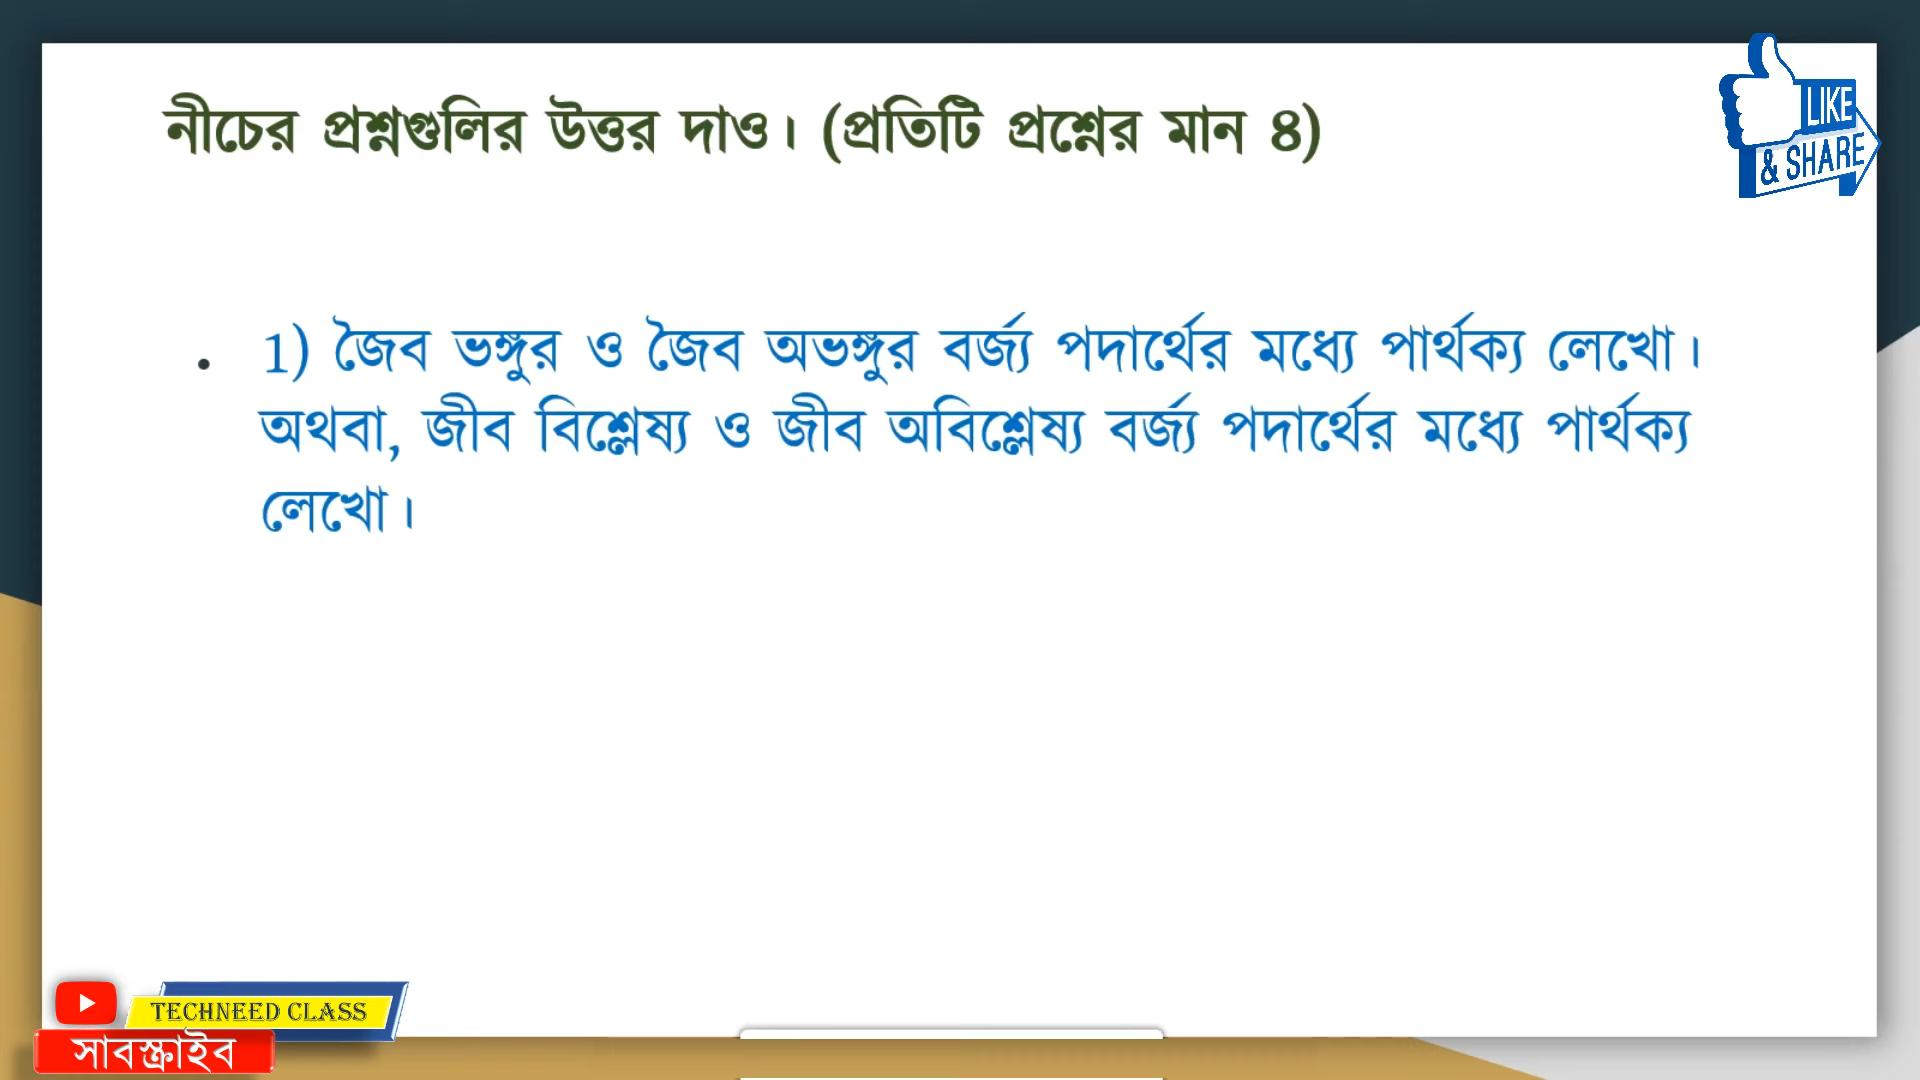 নীচের প্রশ্নগুলির উত্তর দাও। (প্রতিটি প্রশ্নের মান ৪)
LIKE
& SHARE
• 1) জৈব ভঙ্গুর ও জৈব অভঙ্গুর বর্জ্য পদার্থের মধ্যে পার্থক্য লেখো।
অথবা, জীব বিশ্লেষ্য ও জীব অবিশ্লেষ্য বর্জ্য পদার্থের মধ্যে পার্থক্য
লেখো।
TECHNEED CLASS
সাবস্ক্রাইব